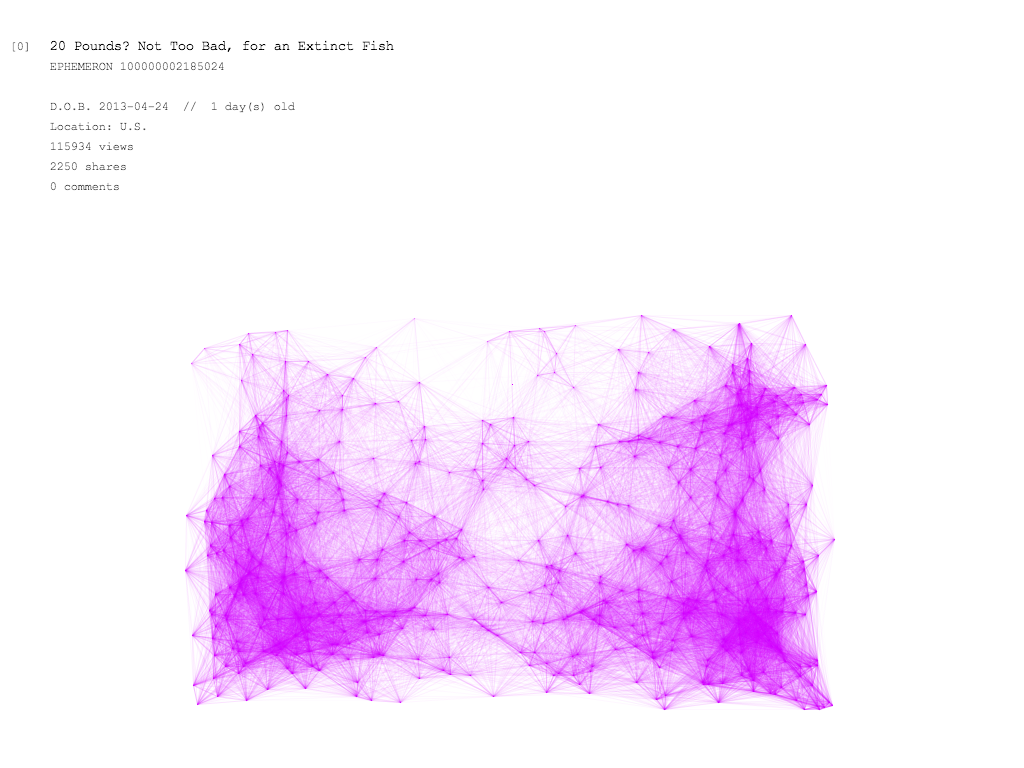 [0] 20 Pounds? Not Too Bad, for an Extinct Fish
EPHEMERON 100000002185024
D.O.B. 2013-04-24 // 1 day(s) old
Location: U.S.
115934 views
2250 shares
0 comments